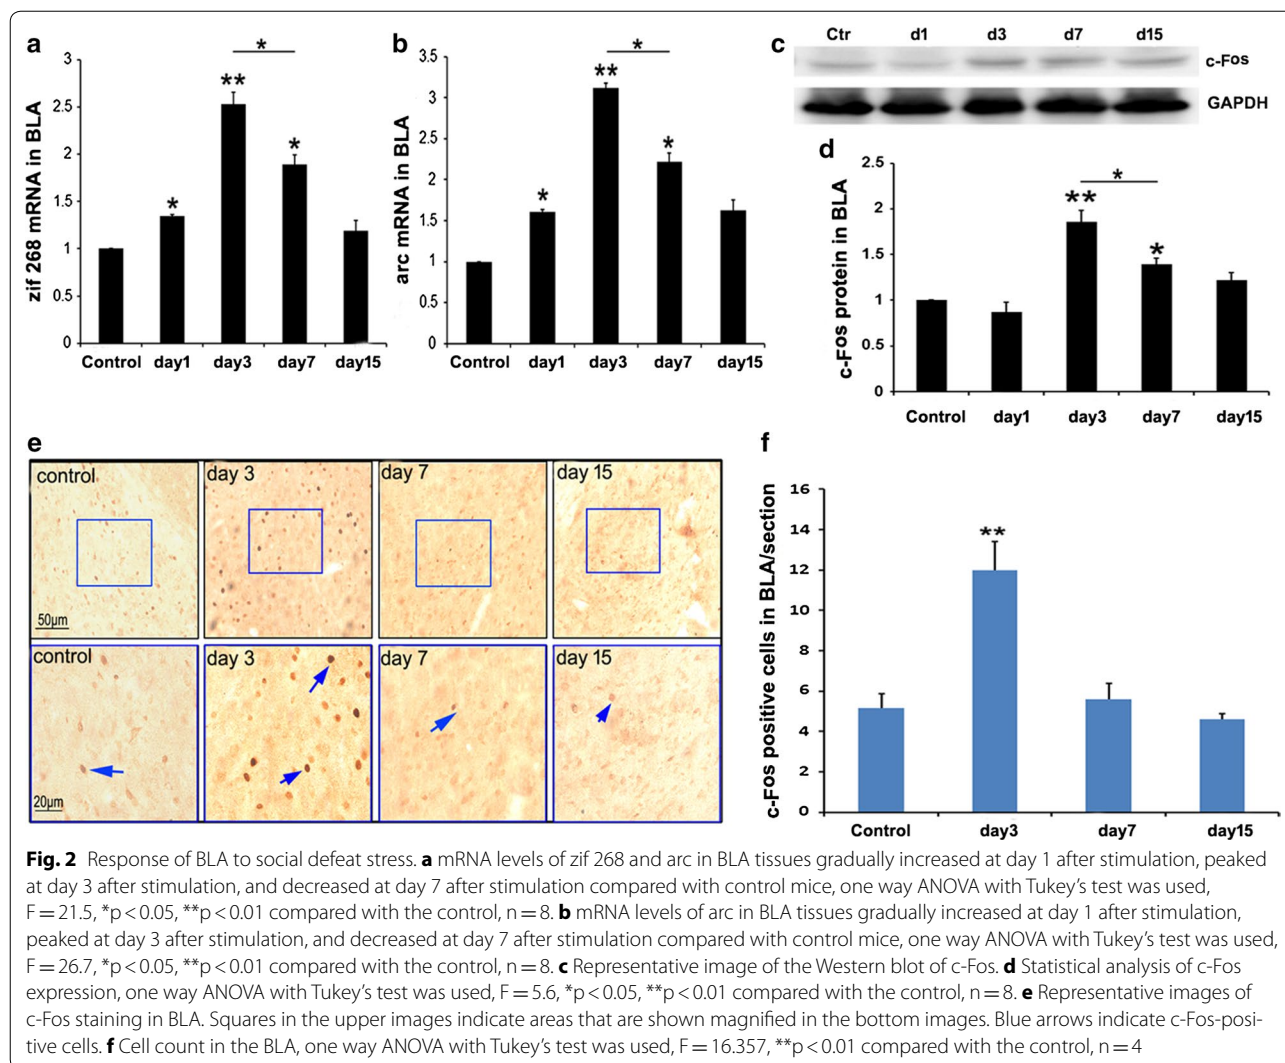 a
zif 268 mRNA in BLA
3
2.5
2
1.5
1
0.5
0
*
**
*
*
Control day1 day3 day7 day15
b
arc mRNA in BLA
3.5
3
2.5
2
1.5
1
0.5
0
*
**
*
*
Control day1 day3 day7 day15
c
Ctr d1 d3 d7 d15
c-Fos
GAPDH
d
c-Fos protein in BLA
2.5
2
1.5
1
0.5
0
**
*
*
Control day1 day3 day7 day15
e
control day 3 day 7 day 15
50µm
control day 3 day 7 day 15
20µm
f
c-Fos positive cells in BLA/section
16
14
12
10
8
6
4
2
0
**
Control day3 day7 day15
Fig. 2 Response of BLA to social defeat stress. a mRNA levels of zif 268 and arc in BLA tissues gradually increased at day 1 after stimulation, peaked
at day 3 after stimulation, and decreased at day 7 after stimulation compared with control mice, one way ANOVA with Tukey's test was used,
F = 21.5, *p < 0.05, **p < 0.01 compared with the control, n = 8. b mRNA levels of arc in BLA tissues gradually increased at day 1 after stimulation,
peaked at day 3 after stimulation, and decreased at day 7 after stimulation compared with control mice, one way ANOVA with Tukey's test was used,
F = 26.7, *p < 0.05, **p < 0.01 compared with the control, n = 8. c Representative image of the Western blot of c-Fos. d Statistical analysis of c-Fos
expression, one way ANOVA with Tukey's test was used, F = 5.6, *p < 0.05, **p < 0.01 compared with the control, n = 8. e Representative images of
c-Fos staining in BLA. Squares in the upper images indicate areas that are shown magnified in the bottom images. Blue arrows indicate c-Fos-posi-
tive cells. f Cell count in the BLA, one way ANOVA with Tukey's test was used, F = 16.357, **p < 0.01 compared with the control, n = 4